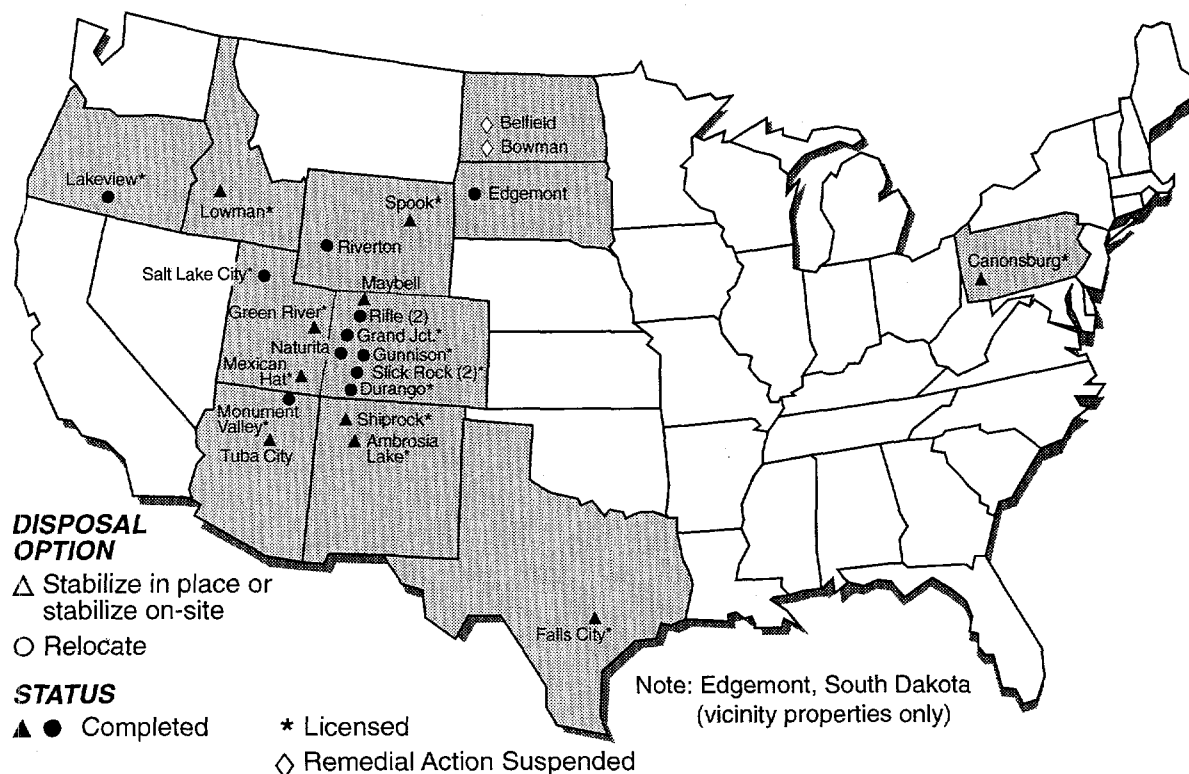 Belfield
Bowman
Lakeview*
Lowman*
Spook*
Edgemont
Riverton
Canonsburg*
Salt Lake City*
Maybell
Green River*
Rifle (2)
Grand Jct.*
Naturita
Gunnison*
Mexican
Hat*
Slick Rock (2)*
Durango*
Monument
Valley*
Shiprock*
Tuba City
Ambrosia
Lake*
Falls City*
DISPOSAL
OPTION
△ Stabilize in place or
stabilize on-site
○ Relocate
STATUS
▲ ● Completed
* Licensed
◇ Remedial Action Suspended
Note: Edgemont, South Dakota
(vicinity properties only)